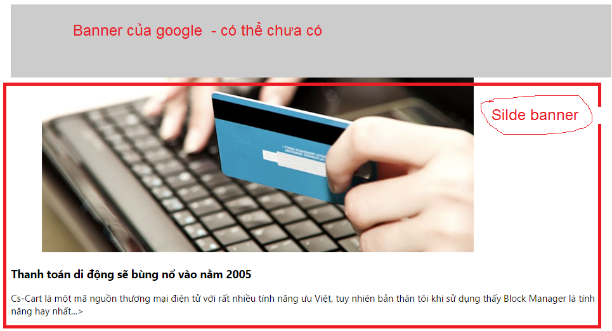 Banner của google - có thể chưa có
Silde banner
Thanh toán di động sẽ bùng nổ vào năm 2005
Cs-Cart là một mã nguồn thương mại điện tử với rất nhiều tính năng ưu Việt, tuy nhiên bản thân tôi khi sử dụng thấy Block Manager là tính
năng hay nhất...>